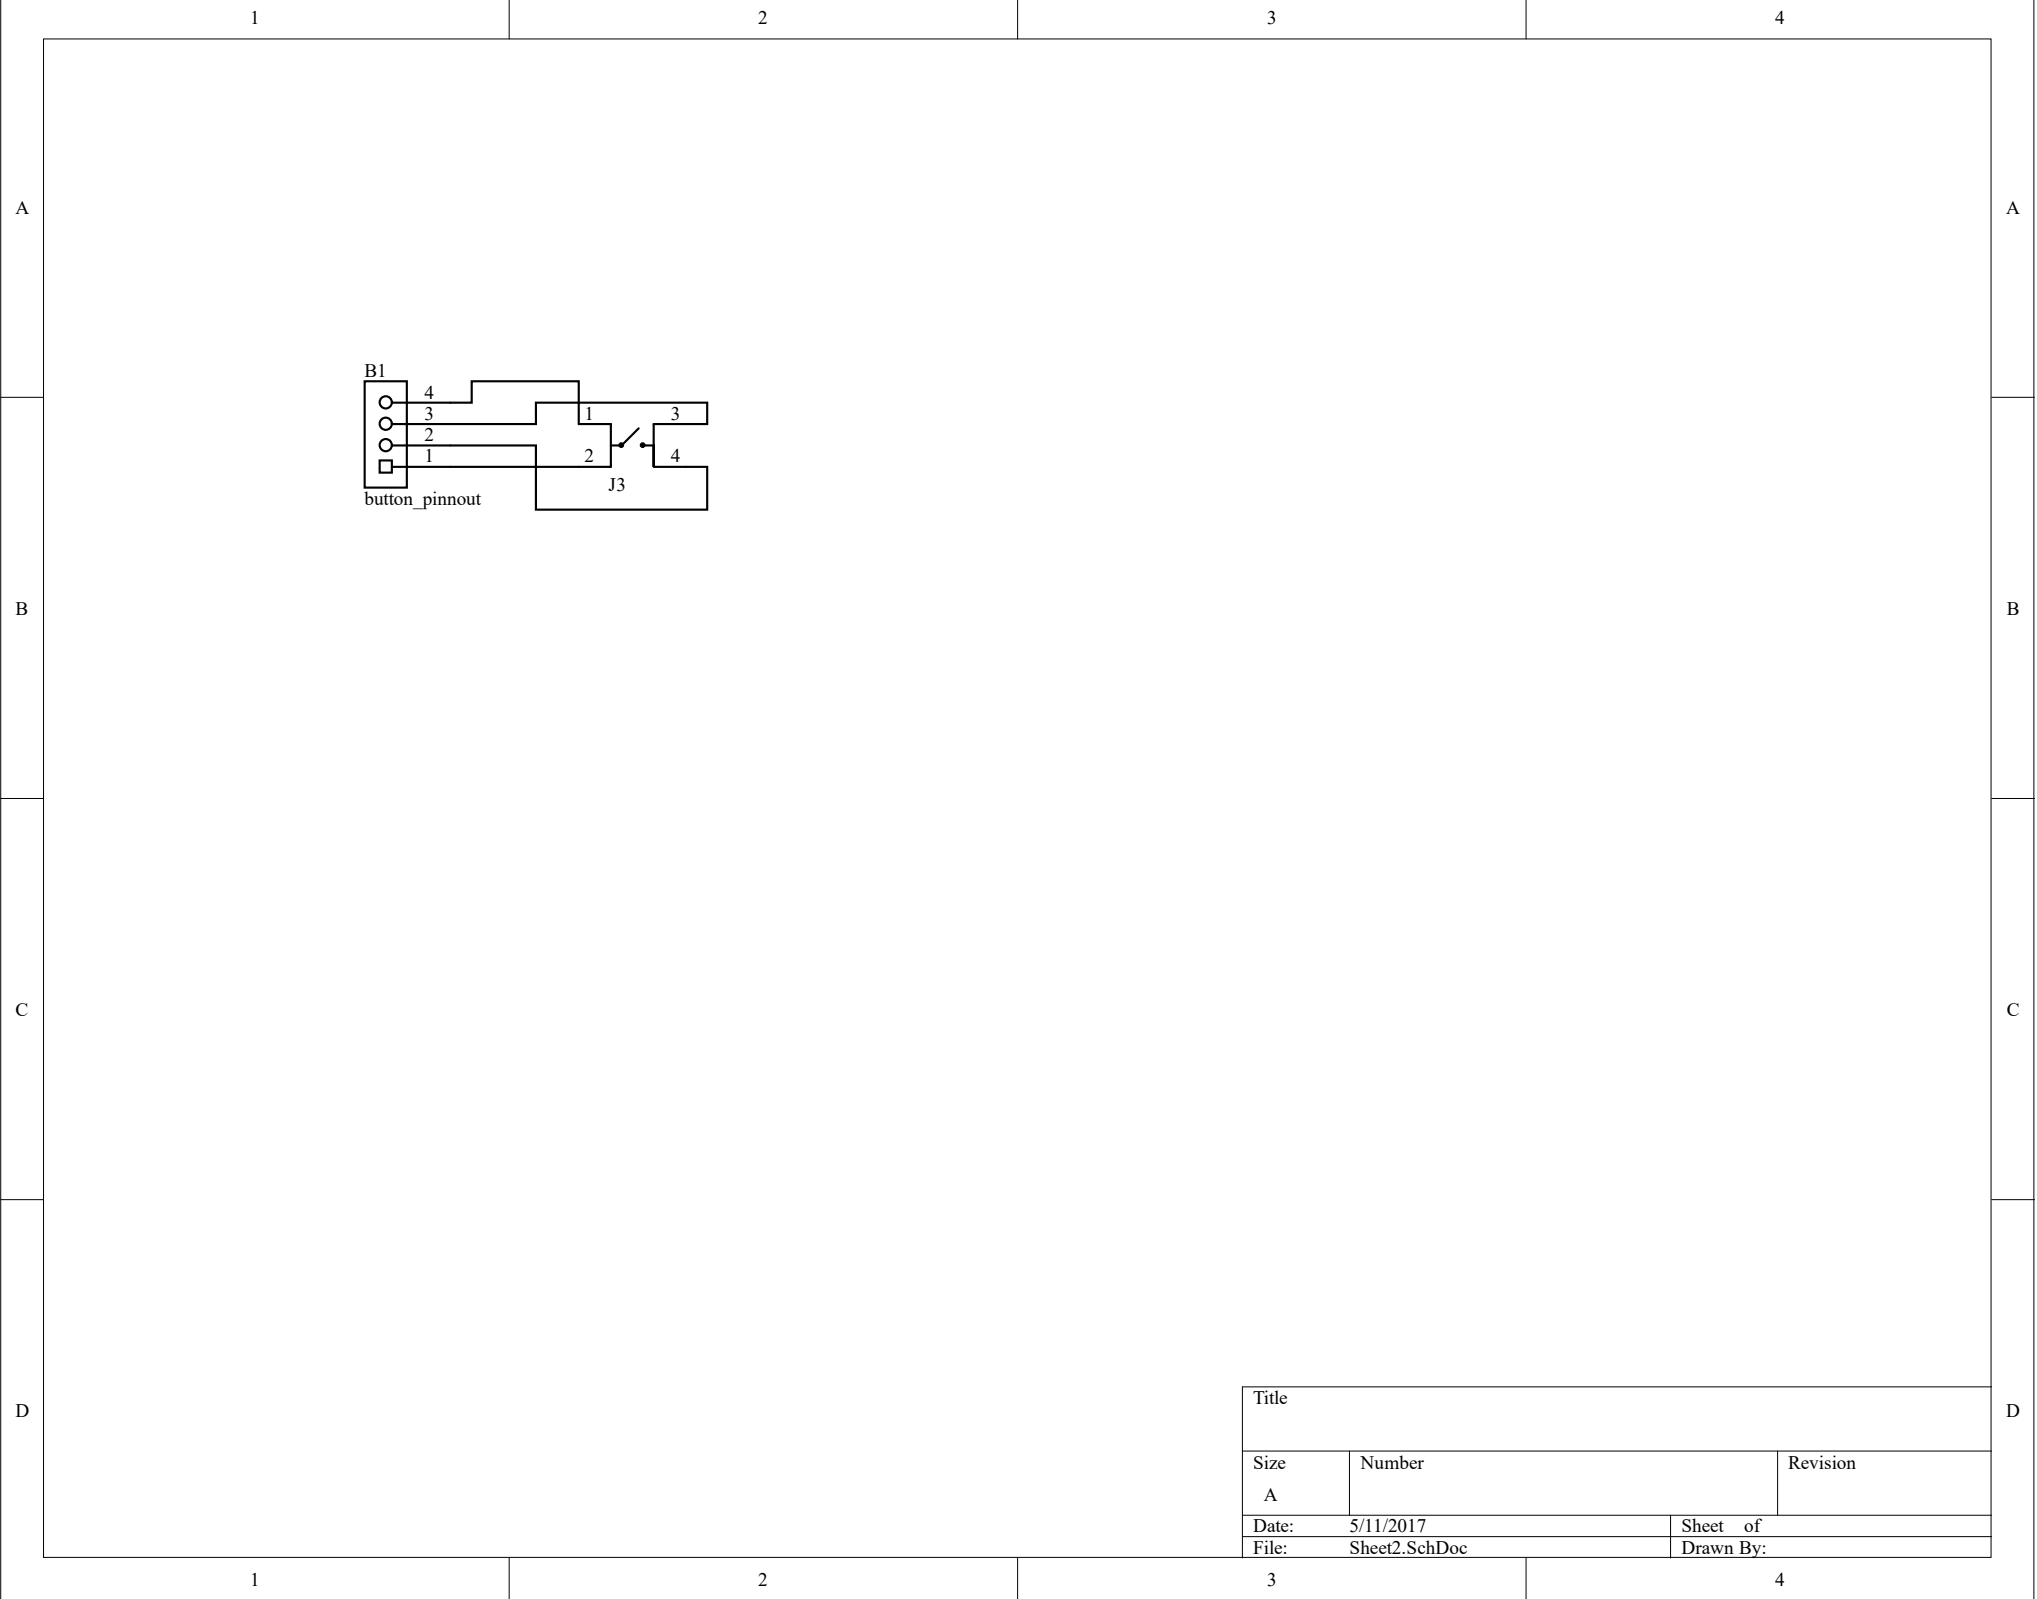 1 2 3 4
A A
B1
4
3 1 3
2
1 2 4
J3
button_pinnout
B B
C C
Title
D D
Size Number Revision
A
Date: 5/11/2017 Sheet of
File: Sheet2.SchDoc Drawn By:
1 2 3 4